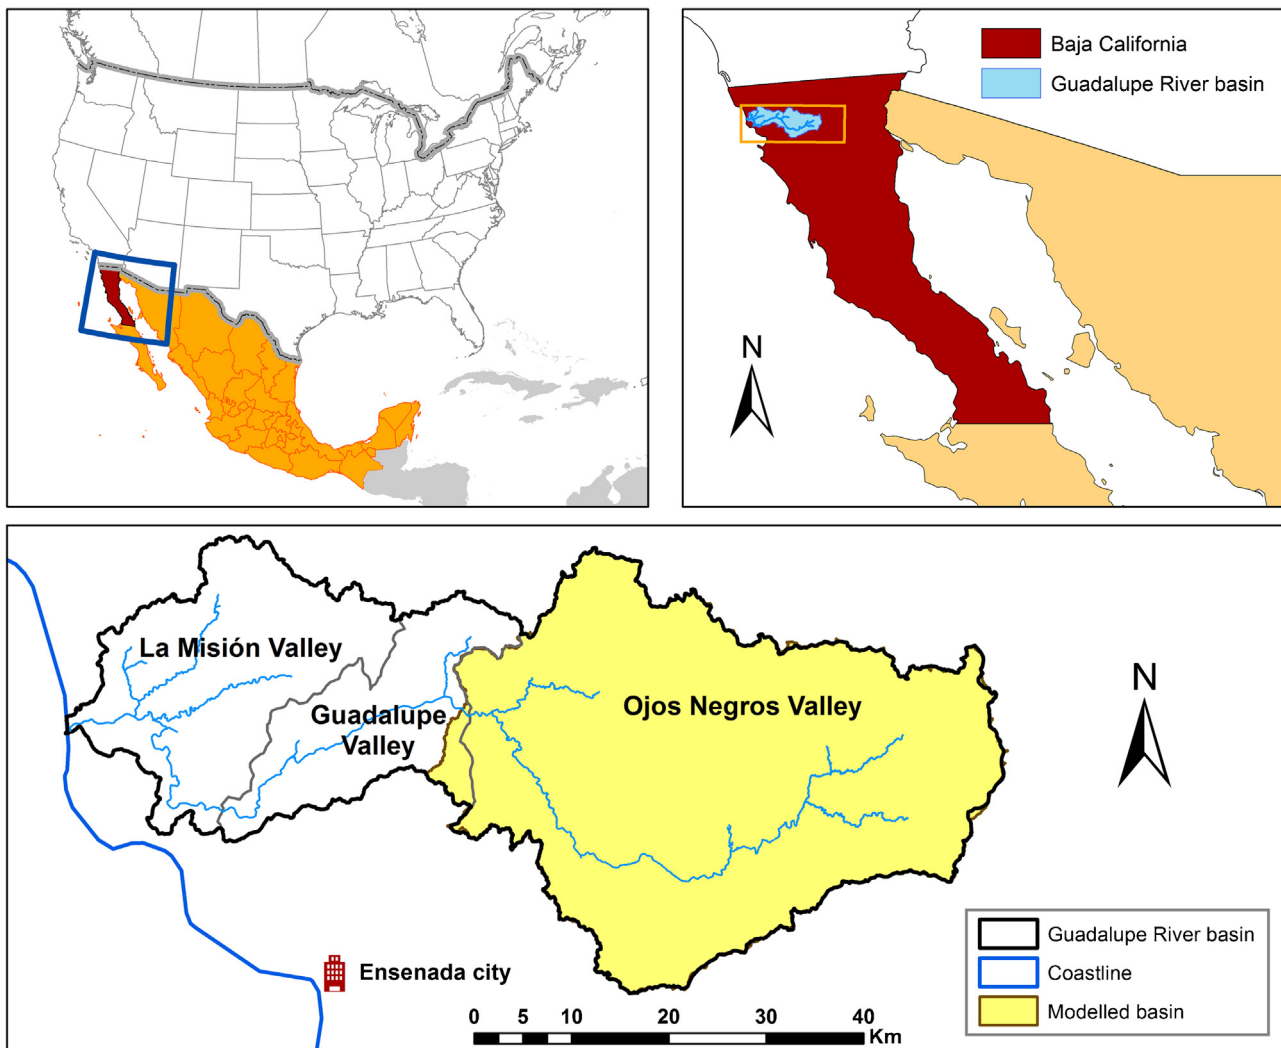 Baja California
Guadalupe River basin
N
La Misión Valley
Guadalupe
Valley
Ojos Negros Valley
N
Ensenada city
0 5 10 20 30 40
Km
Guadalupe River basin
Coastline
Modelled basin